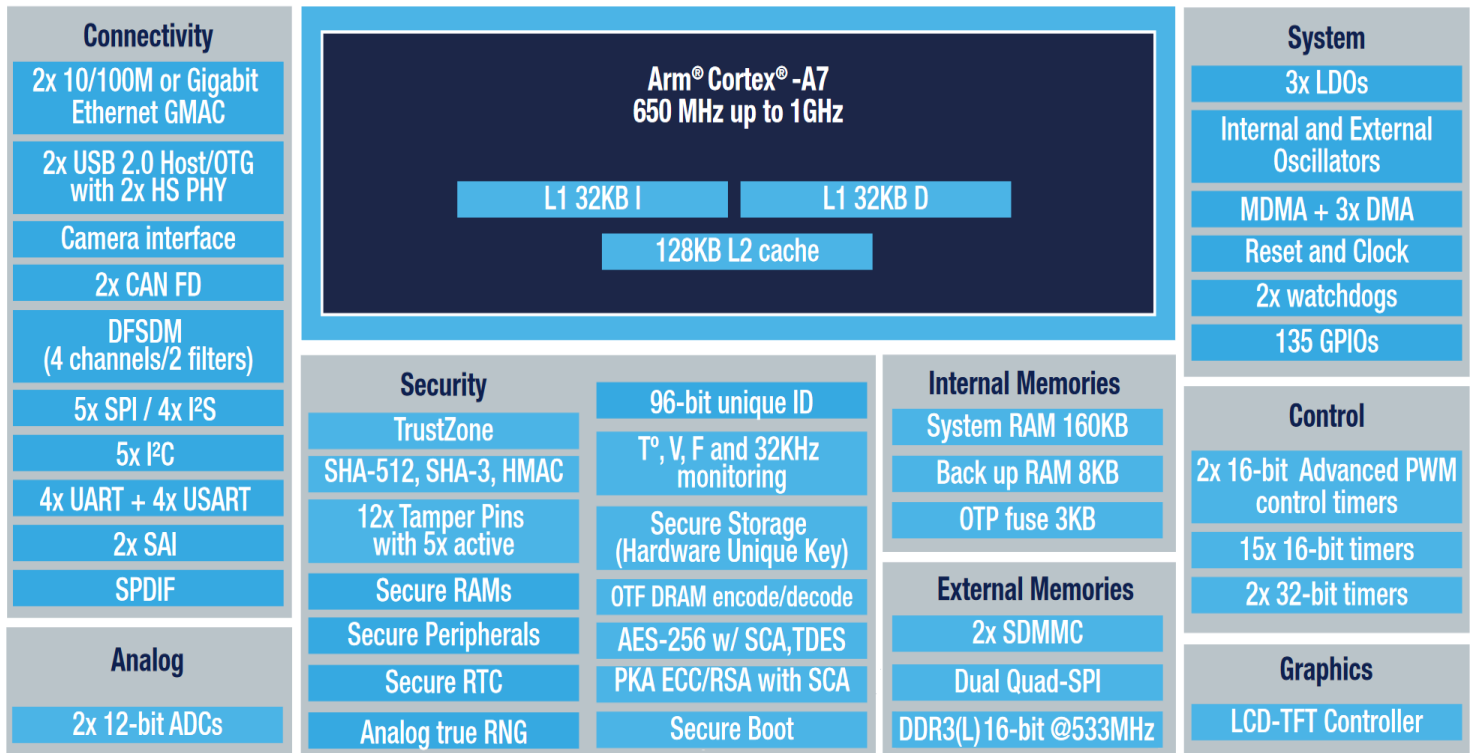 Connectivity
2x 10/100M or Gigabit
Ethernet GMAC
2x USB 2.0 Host/OTG
with 2x HS PHY
Camera interface
2x CAN FD
DFSDM
(4 channels/2 filters)
5x SPI / 4x I²S
5x I²C
4x UART + 4x USART
2x SAI
SPDIF
Analog
2x 12-bit ADCs
Arm® Cortex® -A7
650 MHz up to 1GHz
L1 32KB I
L1 32KB D
128KB L2 cache
Security
TrustZone
SHA-512, SHA-3, HMAC
12x Tamper Pins
with 5x active
Secure RAMs
Secure Peripherals
Secure RTC
Analog true RNG
96-bit unique ID
Tº, V, F and 32KHz
monitoring
Secure Storage
(Hardware Unique Key)
OTF DRAM encode/decode
AES-256 w/ SCA,TDES
PKA ECC/RSA with SCA
Secure Boot
Internal Memories
System RAM 160KB
Back up RAM 8KB
OTP fuse 3KB
External Memories
2x SDMMC
Dual Quad-SPI
DDR3(L) 16-bit @533MHz
System
3x LDOs
Internal and External
Oscillators
MDMA + 3x DMA
Reset and Clock
2x watchdogs
135 GPIOs
Control
2x 16-bit Advanced PWM
control timers
15x 16-bit timers
2x 32-bit timers
Graphics
LCD-TFT Controller